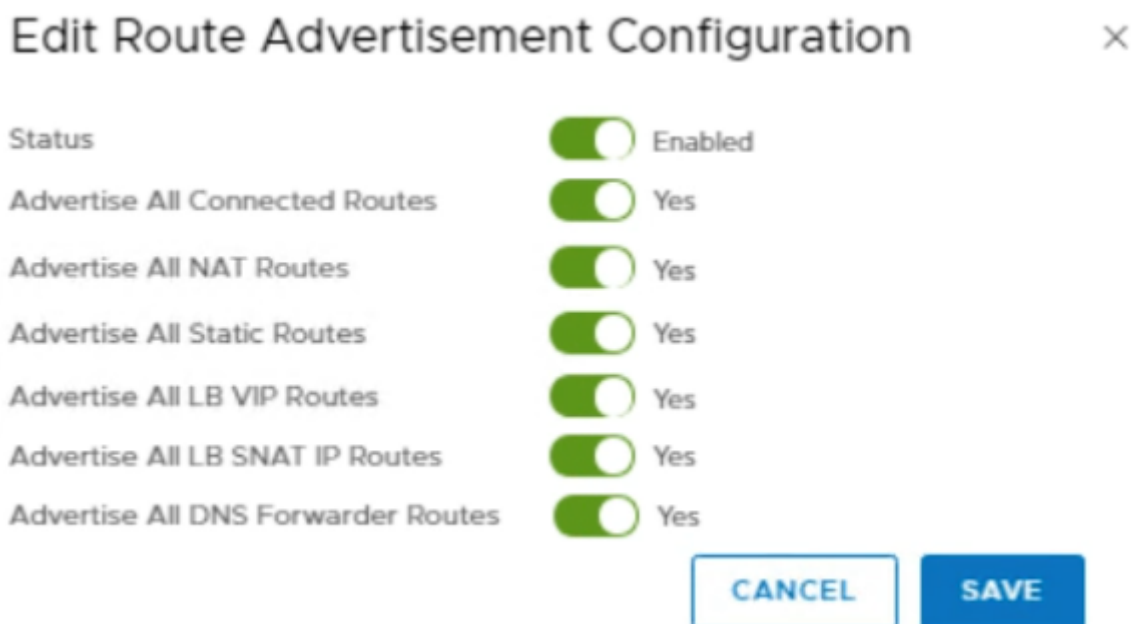 Edit Route Advertisement Configuration
Status Enabled
Advertise All Connected Routes Yes
Advertise All NAT Routes Yes
Advertise All Static Routes Yes
Advertise All LB VIP Routes Yes
Advertise All LB SNAT IP Routes Yes
Advertise All DNS Forwarder Routes Yes
CANCEL SAVE